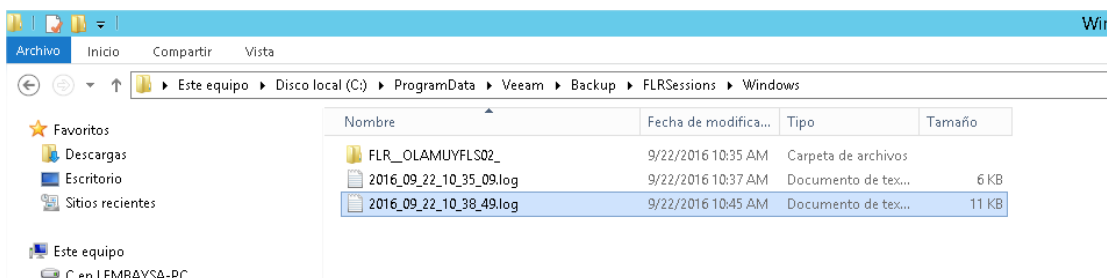 Wir
Archivo Inicio Compartir Vista
Este equipo Disco local (C:) ProgramData Veeam Backup FLRSessions Windows
Favoritos
Descargas
Escritorio
Sitios recientes
Este equipo
C en LEMBAYSA-PC
Nombre Fecha de modifica... Tipo Tamaño
FLR__OLAMUYFLS02_ 9/22/2016 10:35 AM Carpeta de archivos
2016_09_22_10_35_09.log 9/22/2016 10:37 AM Documento de tex... 6 KB
2016_09_22_10_38_49.log 9/22/2016 10:45 AM Documento de tex... 11 KB